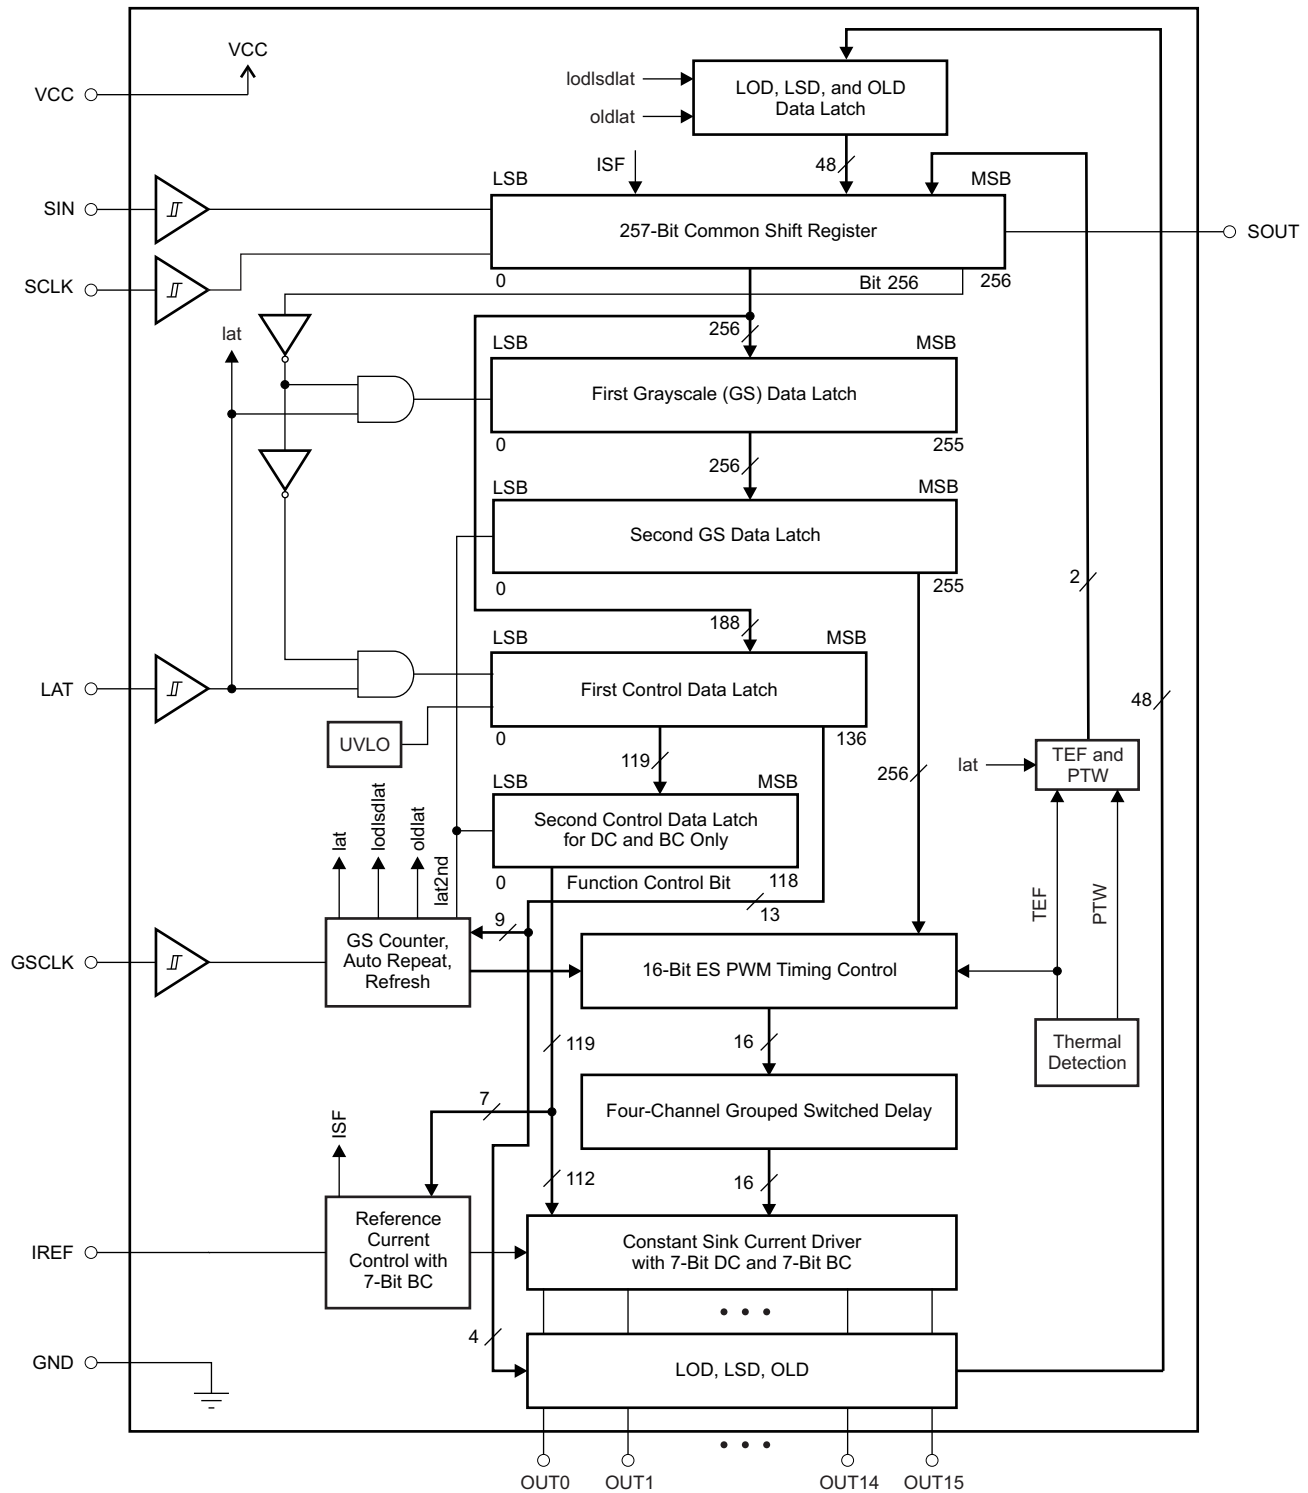 VCC
VCC
lodlsdlat
oldlat
LOD, LSD, and OLD
Data Latch
ISF
48
LSB
MSB
SIN
257-Bit Common Shift Register
SOUT
SCLK
0
Bit 256
256
lat
256
LSB
MSB
First Grayscale (GS) Data Latch
0
255
256
LSB
MSB
Second GS Data Latch
0
255
2
188
LSB
MSB
LAT
First Control Data Latch
48
UVLO
0
136
119
256
lat
TEF and
PTW
LSB
MSB
lat
lodlsdlat
oldlat
lat2nd
Second Control Data Latch
for DC and BC Only
0
Function Control Bit
118
13
9
TEF
PTW
GSCLK
GS Counter,
Auto Repeat,
Refresh
16-Bit ES PWM Timing Control
119
16
Thermal
Detection
7
Four-Channel Grouped Switched Delay
ISF
112
16
IREF
Reference
Current
Control with
7-Bit BC
Constant Sink Current Driver
with 7-Bit DC and 7-Bit BC
4
GND
LOD, LSD, OLD
OUT0
OUT1
OUT14
OUT15